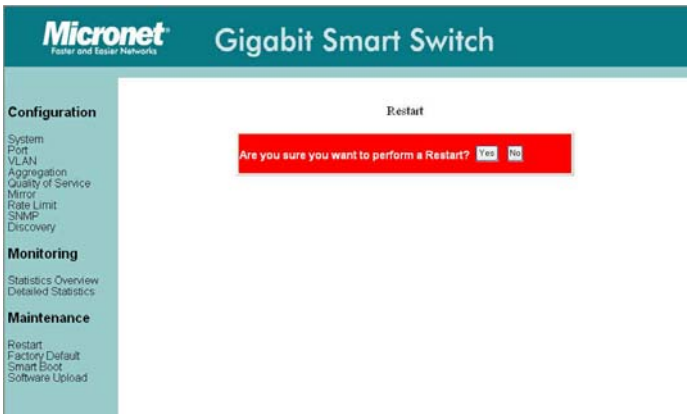 Micronet
Faster and Easier Networks
Gigabit Smart Switch
Configuration
System
Port
VLAN
Aggregation
Quality of Service
Mirror
Rate Limit
SNMP
Discovery
Monitoring
Statistics Overview
Detailed Statistics
Maintenance
Restart
Factory Default
Smart Boot
Software Upload
Restart
Are you sure you want to perform a Restart? Yes No